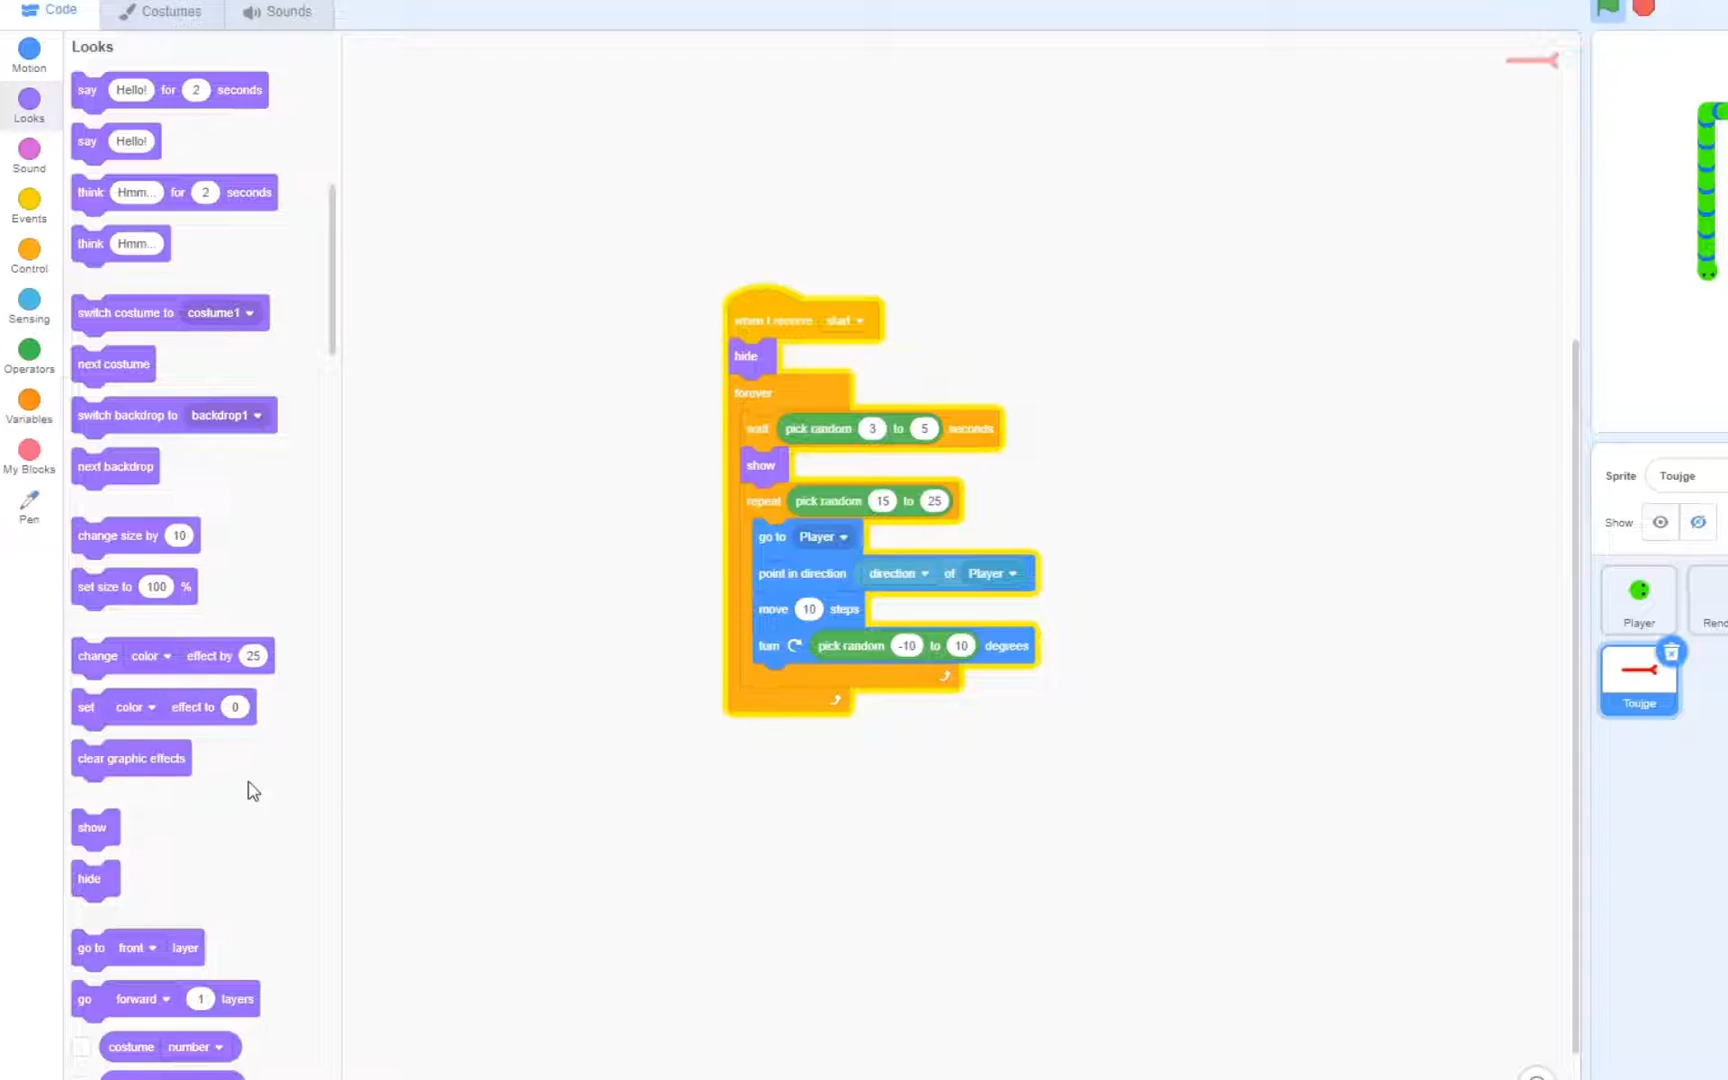 Code
Costumes
Sounds
Motion
Looks
Sound
Events
Control
Sensing
Operators
Variables
My Blocks
Pen
Looks
say Hello! for 2 seconds
say Hello!
think Hmm... for 2 seconds
think Hmm...
switch costume to costume1
next costume
switch backdrop to backdrop1
next backdrop
change size by 10
set size to 100 %
change color effect by 25
set color effect to 0
clear graphic effects
show
hide
go to front layer
go forward 1 layers
costume number
when I receive start
hide
forever
wait pick random 3 to 5 seconds
show
repeat pick random 15 to 25
go to Player
point in direction direction of Player
move 10 steps
turn pick random -10 to 10 degrees
Sprite Toujge
Show
Player
Toujge